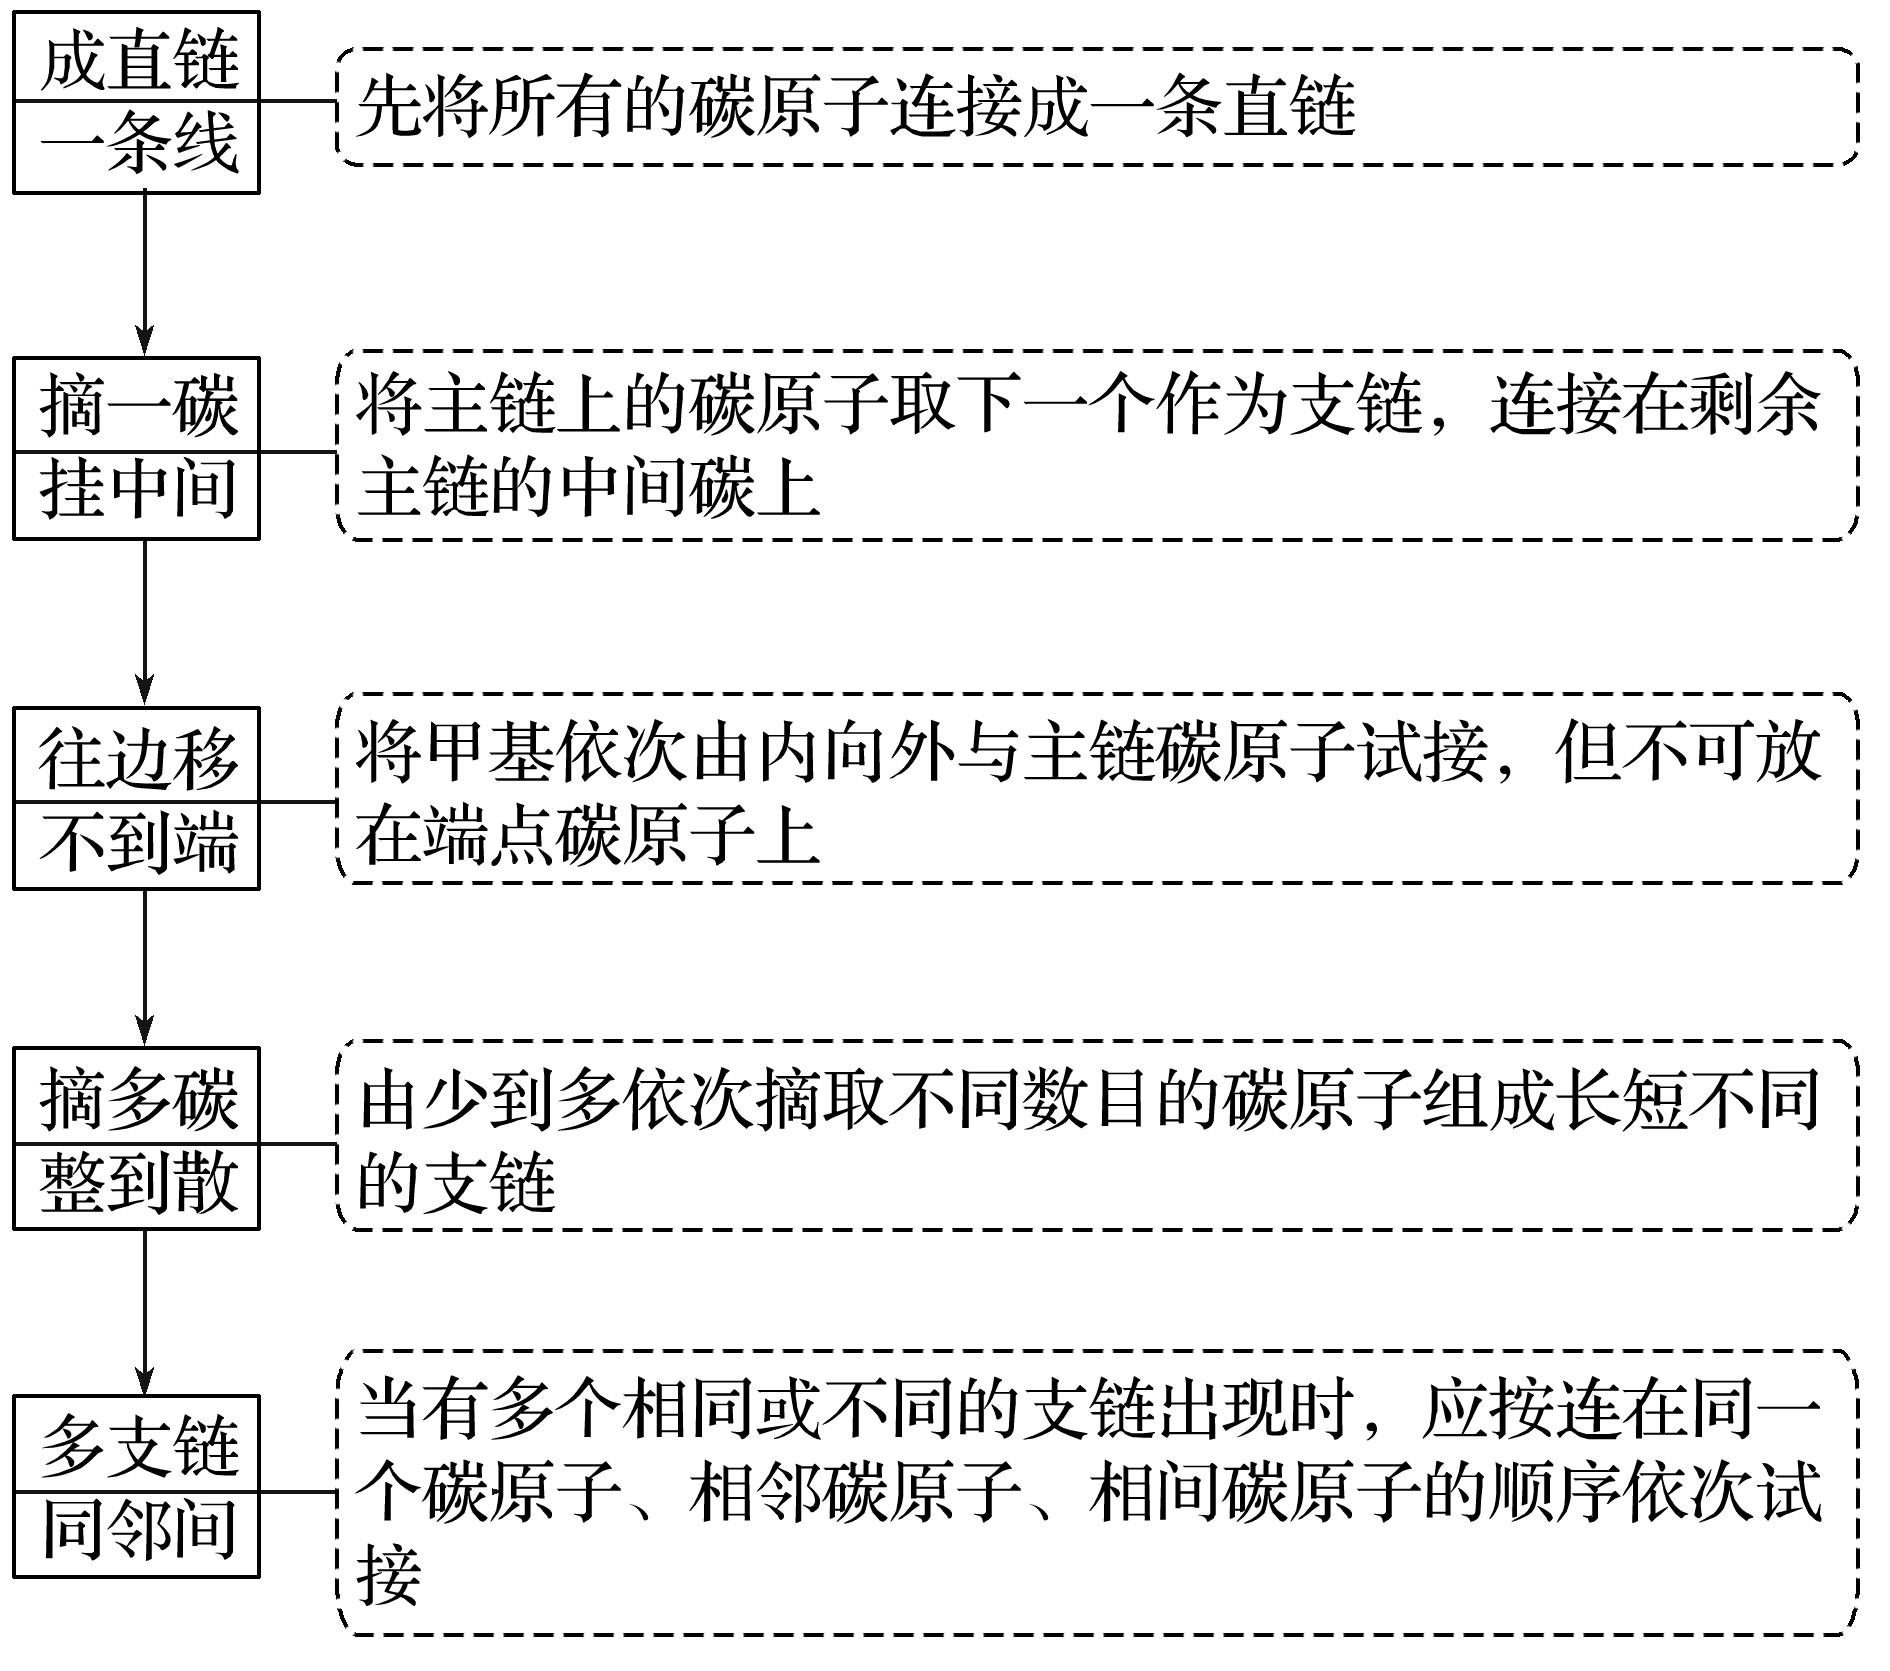 成直链
一条线
先将所有的碳原子连接成一条直链
摘一碳
挂中间
将主链上的碳原子取下一个作为支链，连接在剩余
主链的中间碳上
往边移
不到端
将甲基依次由内向外与主链碳原子试接，但不可放
在端点碳原子上
摘多碳
整到散
由少到多依次摘取不同数目的碳原子组成长短不同
的支链
多支链
同邻间
当有多个相同或不同的支链出现时，应按连在同一
个碳原子、相邻碳原子、相间碳原子的顺序依次试
接